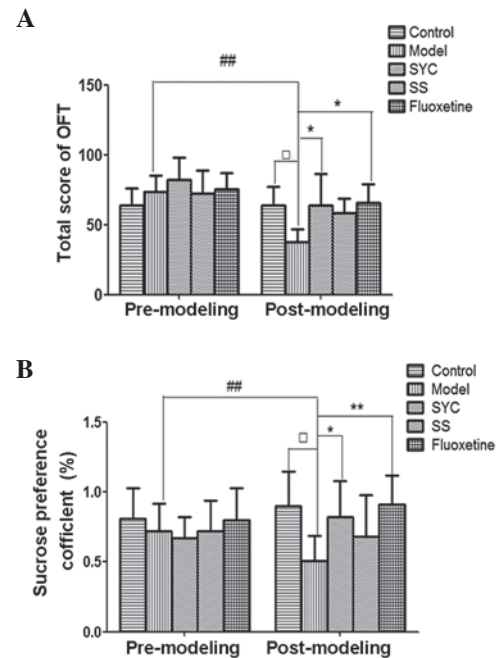 A
Control
Model
SYC
SS
Fluoxetine
##
*
*
□
Total score of OFT
150
100
50
0
Pre-modeling
Post-modeling
B
Control
Model
SYC
SS
Fluoxetine
##
**
□
*
Sucrose preference
cofficlent (%)
1.5
1.0
0.5
0.0
Pre-modeling
Post-modeling